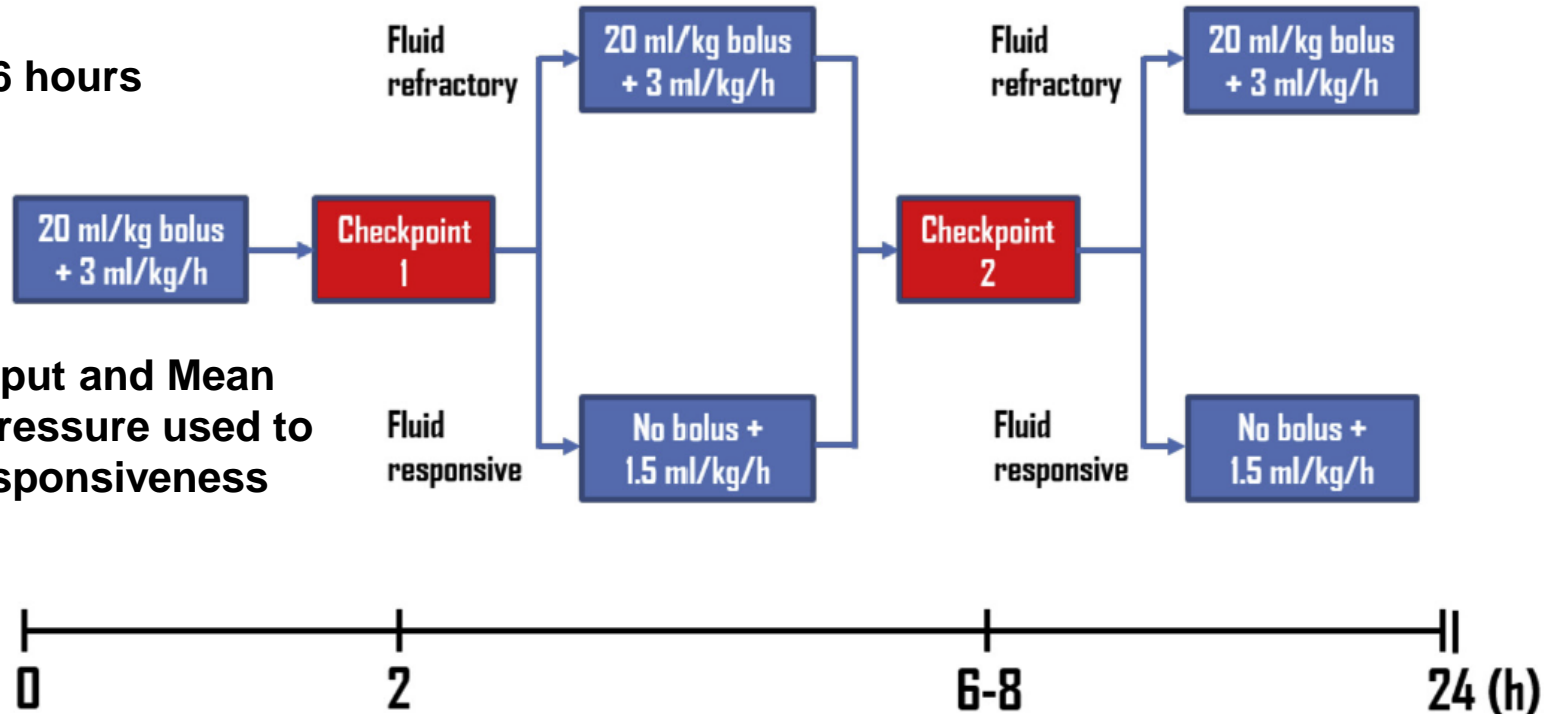 6 hours
Fluid
refractory
20 ml/kg bolus
+ 3 ml/kg/h
Fluid
refractory
20 ml/kg bolus
+ 3 ml/kg/h
20 ml/kg bolus
+ 3 ml/kg/h
Checkpoint
1
Checkpoint
2
put and Mean
ressure used to
sponsiveness
Fluid
responsive
No bolus +
1.5 ml/kg/h
Fluid
responsive
No bolus +
1.5 ml/kg/h
0
2
6-8
24 (h)